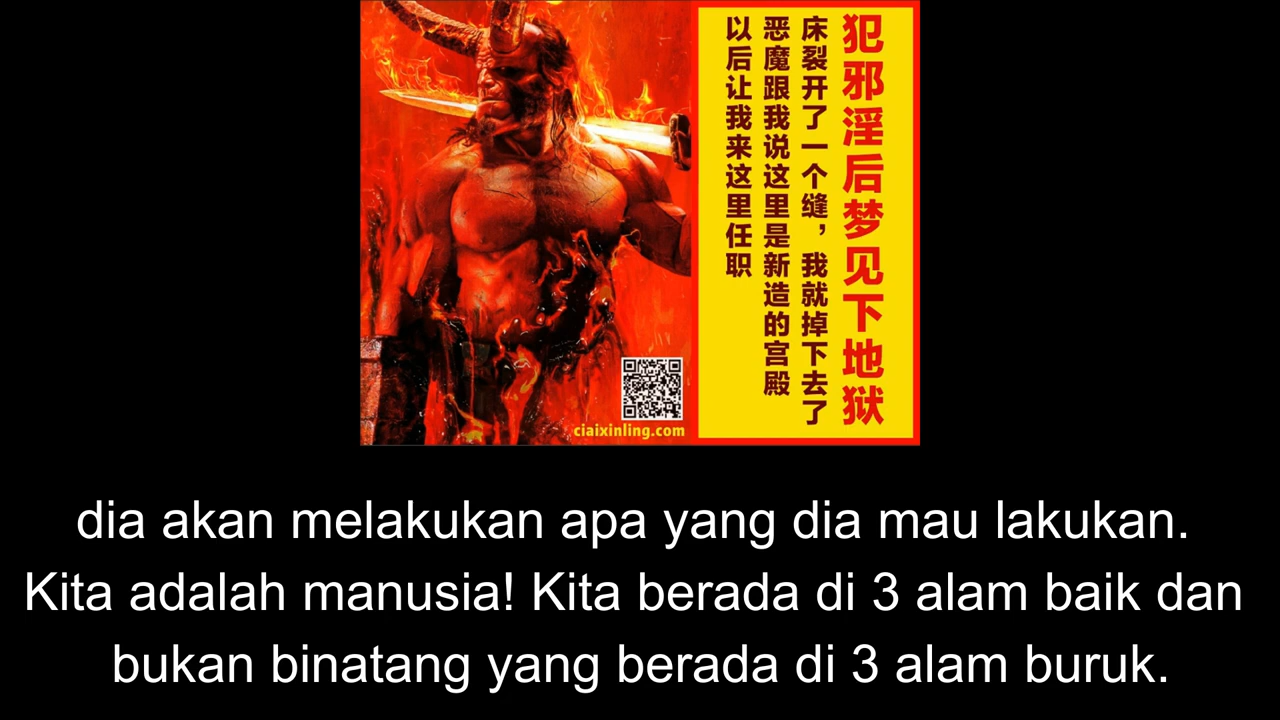 犯邪淫后梦见下地狱
床裂开了一个缝，我就掉下去了
恶魔跟我说这里是新造的宫殿
以后让我来这里任职
ciaixinling.com
dia akan melakukan apa yang dia mau lakukan.
Kita adalah manusia! Kita berada di 3 alam baik dan
bukan binatang yang berada di 3 alam buruk.